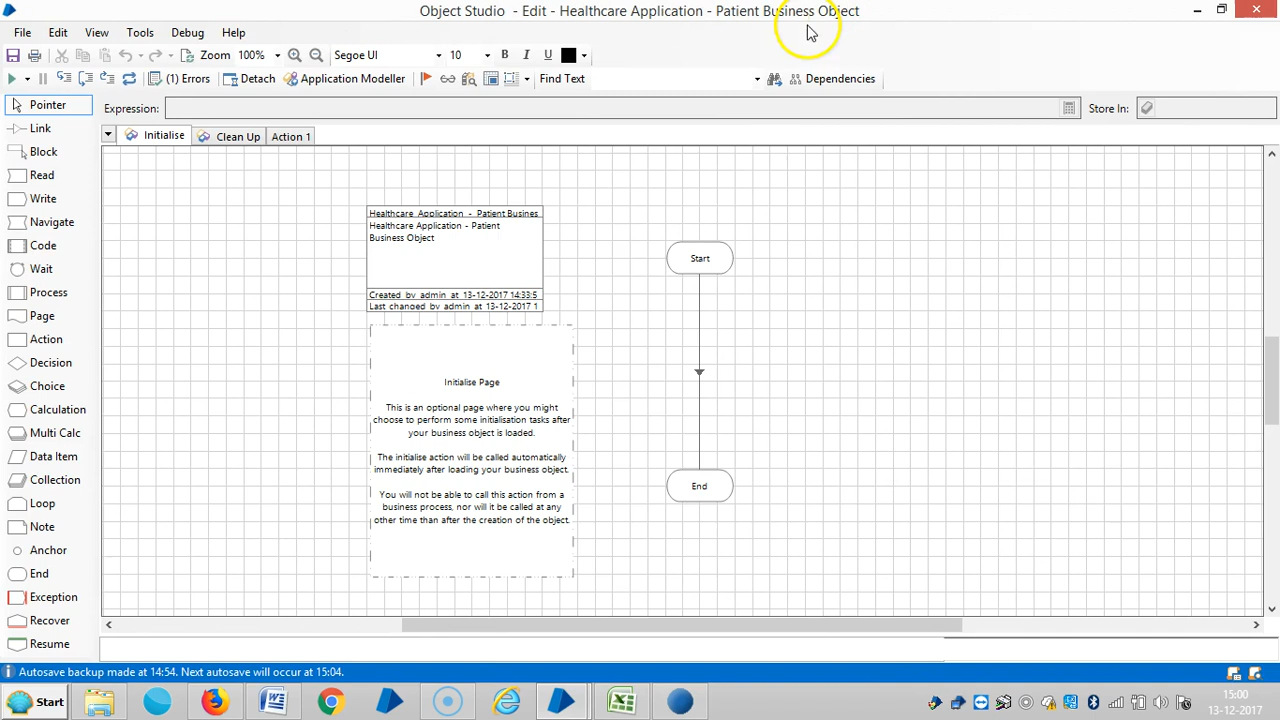 Object Studio - Edit - Healthcare Application - Patient Business Object
File Edit View Tools Debug Help
Zoom 100% Segoe UI 10 B I U
(1) Errors Detach Application Modeller Find Text Dependencies
Expression: Store In:
Initialise Clean Up Action 1
Pointer
Link
Block
Read
Write
Navigate
Code
Wait
Process
Page
Action
Decision
Choice
Calculation
Multi Calc
Data Item
Collection
Loop
Note
Anchor
End
Exception
Recover
Resume
Healthcare Application - Patient Busines
Healthcare Application - Patient
Business Object
Created by admin at 13-12-2017 14:33:5
Last changed by admin at 13-12-2017 1
Initialise Page
This is an optional page where you might
choose to perform some initialisation tasks after
your business object is loaded.
The initialise action will be called automatically
immediately after loading your business object.
You will not be able to call this action from a
business process, nor will it be called at any
other time than after the creation of the object.
Start
End
Autosave backup made at 14:54. Next autosave will occur at 15:04.
Start
15:00
13-12-2017